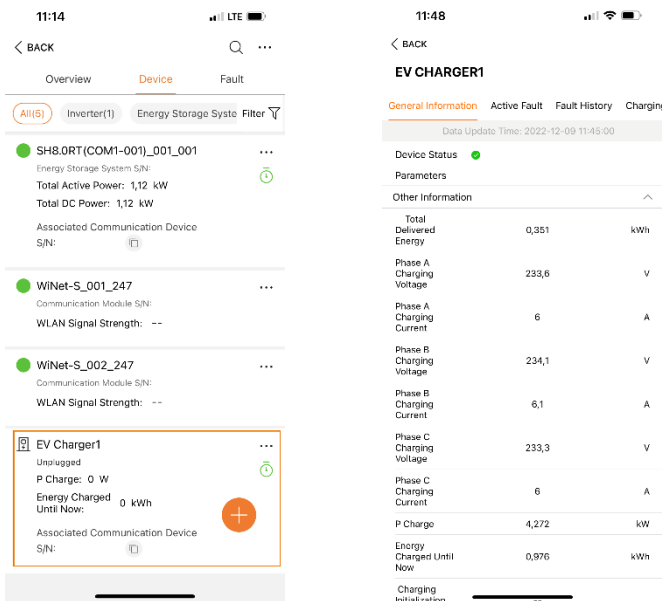 11:14
LTE
BACK
Overview Device Fault
All(5) Inverter(1) Energy Storage Syste Filter
SH8.0RT(COM1-001)_001_001
Energy Storage System S/N:
Total Active Power: 1,12 kW
Total DC Power: 1,12 kW
Associated Communication Device
S/N:
WiNet-S_001_247
Communication Module S/N:
WLAN Signal Strength: --
WiNet-S_002_247
Communication Module S/N:
WLAN Signal Strength: --
EV Charger1
Unplugged
P Charge: 0 W
Energy Charged
Until Now: 0 kWh
Associated Communication Device
S/N:
11:48
BACK
EV CHARGER1
General Information Active Fault Fault History Charging
Data Update Time: 2022-12-09 11:45:00
Device Status
Parameters
Other Information
Total
Delivered 0,351 kWh
Energy
Phase A
Charging 233,6 V
Voltage
Phase A
Charging 6 A
Current
Phase B
Charging 234,1 V
Voltage
Phase B
Charging 6,1 A
Current
Phase C
Charging 233,3 V
Voltage
Phase C
Charging 6 A
Current
P Charge 4,272 kW
Energy
Charged Until 0,976 kWh
Now
Charging
Initialization